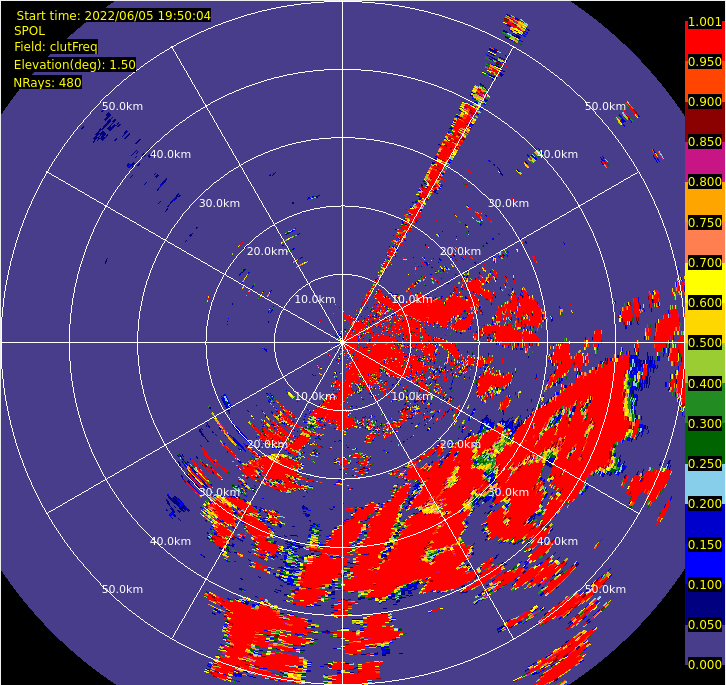 Start time: 2022/06/05 19:50:04
SPOL
Field: clutFreq
Elevation(deg): 1.50
NRays: 480
50.0km
50.0km
40.0km
40.0km
30.0km
30.0km
20.0km
20.0km
10.0km
10.0km
10.0km
10.0km
20.0km
20.0km
30.0km
30.0km
40.0km
40.0km
50.0km
50.0km
1.001
0.950
0.900
0.850
0.800
0.750
0.700
0.600
0.500
0.400
0.300
0.250
0.200
0.150
0.100
0.050
0.000